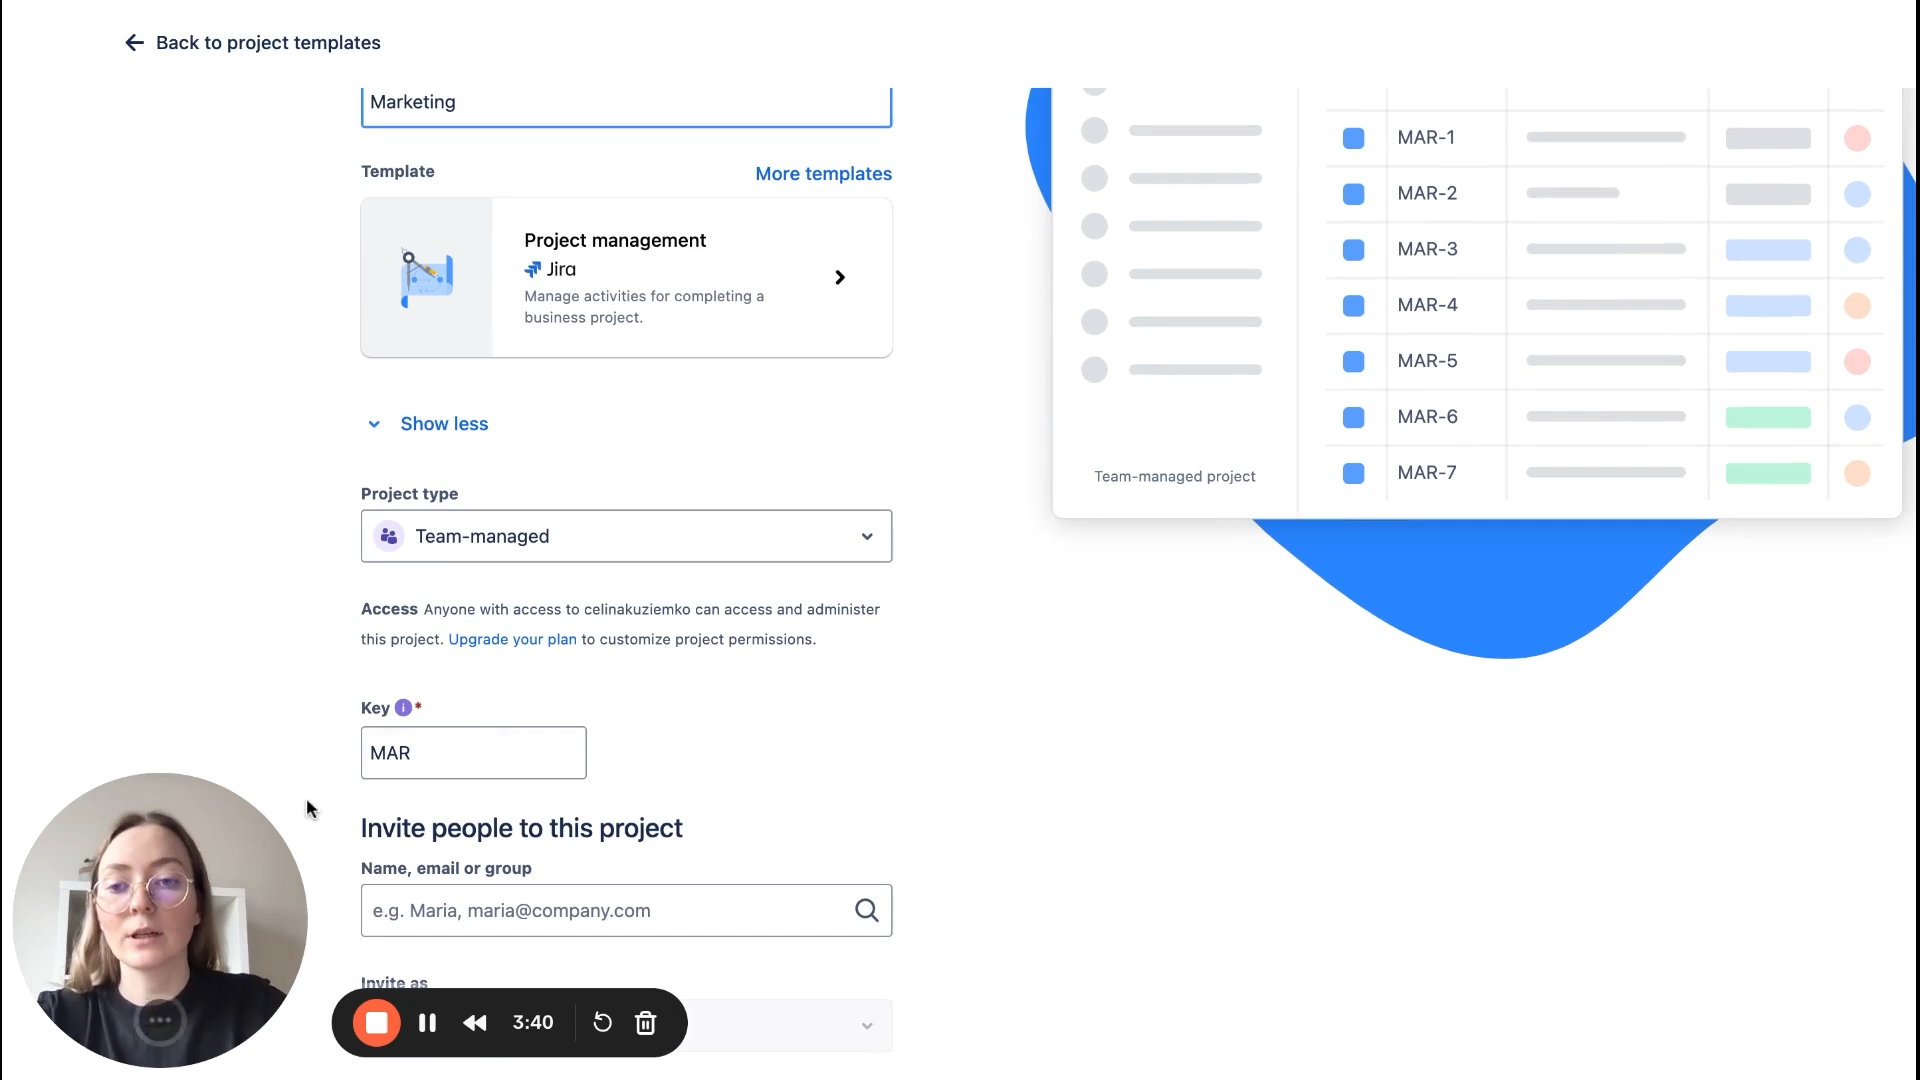 Back to project templates
Marketing
Template
More templates
Project management
Jira
Manage activities for completing a
business project.
Show less
Project type
Team-managed
Access Anyone with access to celinakuziemko can access and administer
this project. Upgrade your plan to customize project permissions.
Key *
MAR
Invite people to this project
Name, email or group
e.g. Maria, maria@company.com
Invite as
3:40
MAR-1
MAR-2
MAR-3
MAR-4
MAR-5
MAR-6
MAR-7
Team-managed project